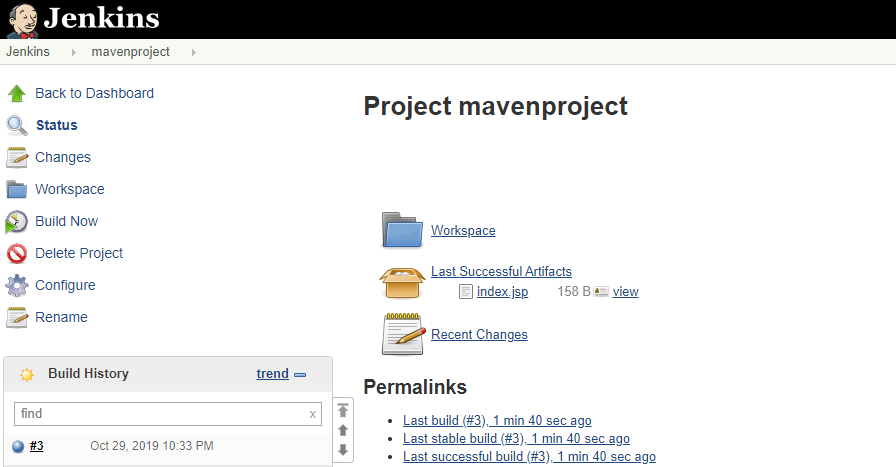 Jenkins
Jenkins mavenproject
Back to Dashboard
Status
Changes
Workspace
Build Now
Delete Project
Configure
Rename
Build History trend
find x
#3 Oct 29, 2019 10:33 PM
Project mavenproject
Workspace
Last Successful Artifacts
index.jsp 158 B view
Recent Changes
Permalinks
Last build (#3), 1 min 40 sec ago
Last stable build (#3), 1 min 40 sec ago
Last successful build (#3), 1 min 40 sec ago